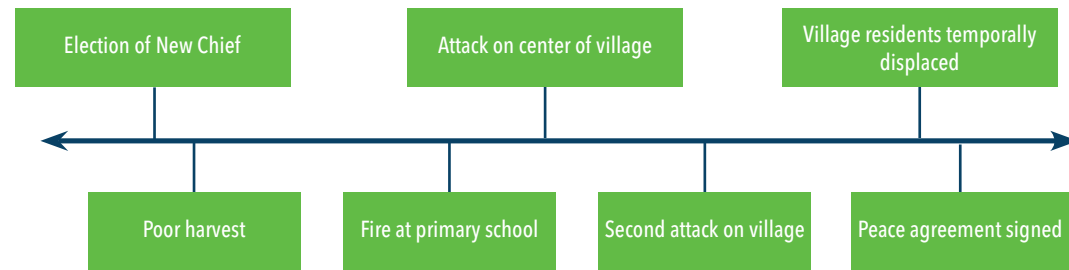 Election of New Chief
Attack on center of village
Village residents temporally
displaced
Poor harvest
Fire at primary school
Second attack on village
Peace agreement signed